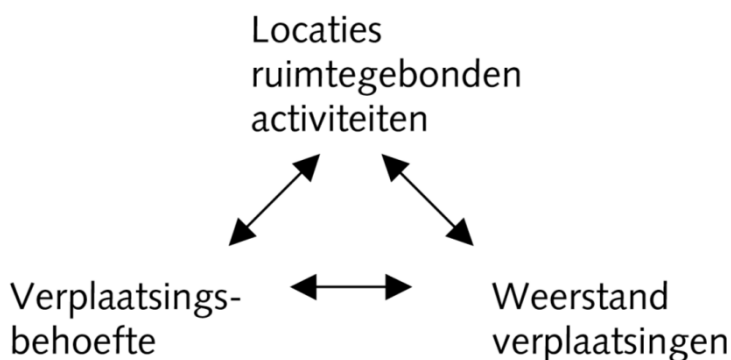 Locaties
ruimtegebonden
activiteiten
Verplaatsings-
behoefte
Weerstand
verplaatsingen